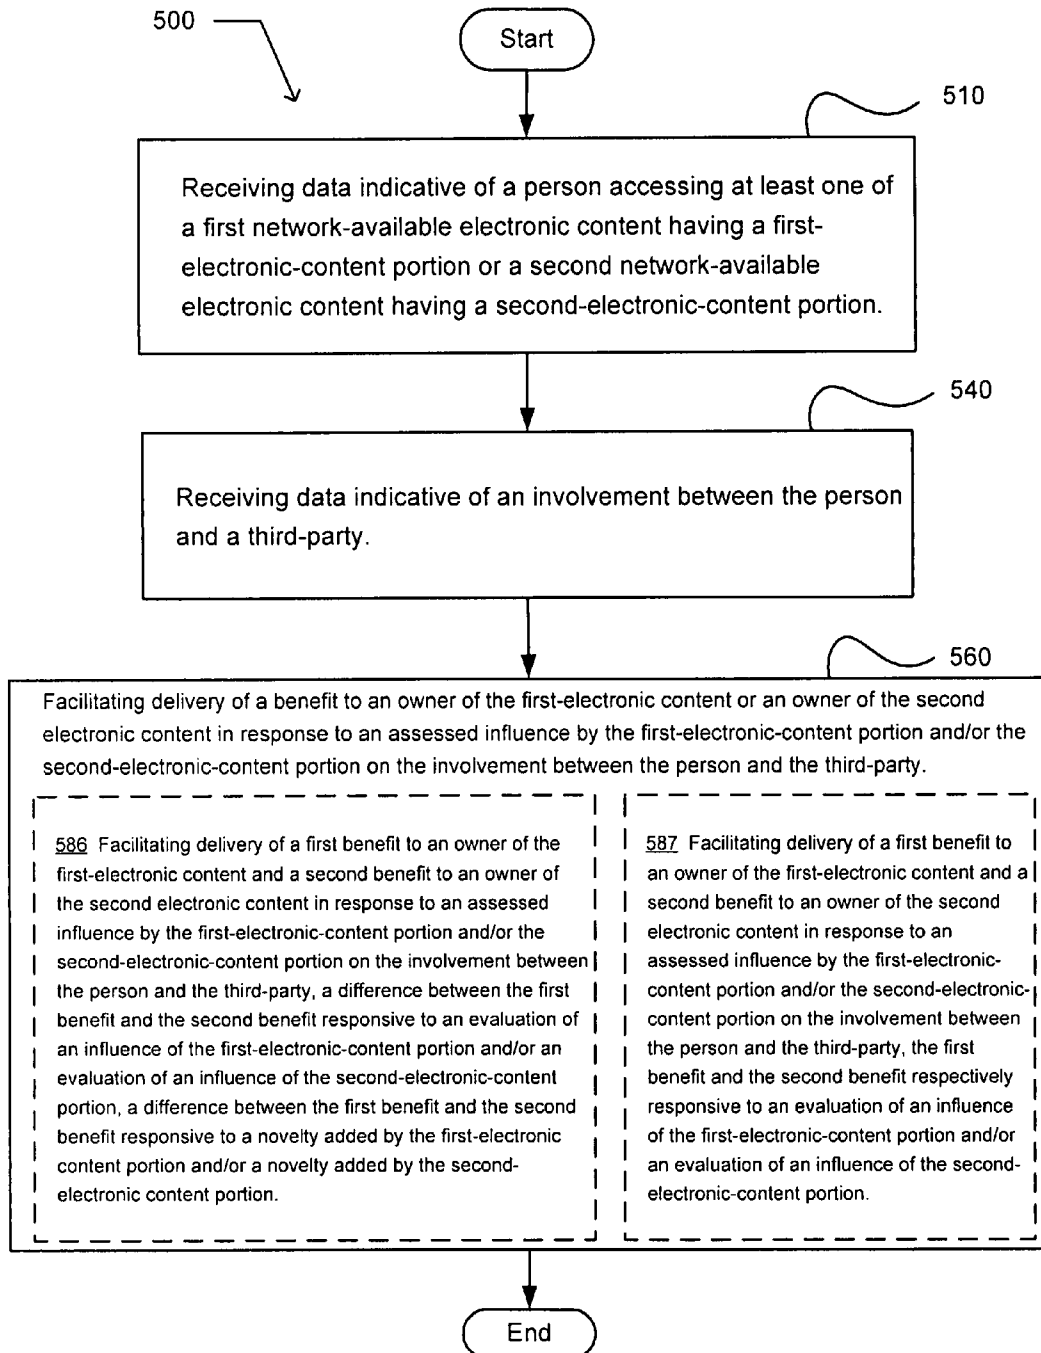 500
Start
510
Receiving data indicative of a person accessing at least one of
a first network-available electronic content having a first-
electronic-content portion or a second network-available
electronic content having a second-electronic-content portion.
540
Receiving data indicative of an involvement between the person
and a third-party.
560
Facilitating delivery of a benefit to an owner of the first-electronic content or an owner of the second
electronic content in response to an assessed influence by the first-electronic-content portion and/or the
second-electronic-content portion on the involvement between the person and the third-party.
586 Facilitating delivery of a first benefit to an owner of the
first-electronic content and a second benefit to an owner of
the second electronic content in response to an assessed
influence by the first-electronic-content portion and/or the
second-electronic-content portion on the involvement between
the person and the third-party, a difference between the first
benefit and the second benefit responsive to an evaluation of
an influence of the first-electronic-content portion and/or an
evaluation of an influence of the second-electronic-content
portion, a difference between the first benefit and the second
benefit responsive to a novelty added by the first-electronic
content portion and/or a novelty added by the second-
electronic content portion.
587 Facilitating delivery of a first benefit to
an owner of the first-electronic content and a
second benefit to an owner of the second
electronic content in response to an
assessed influence by the first-electronic-
content portion and/or the second-electronic-
content portion on the involvement between
the person and the third-party, the first
benefit and the second benefit respectively
responsive to an evaluation of an influence
of the first-electronic-content portion and/or
an evaluation of an influence of the second-
electronic-content portion.
End